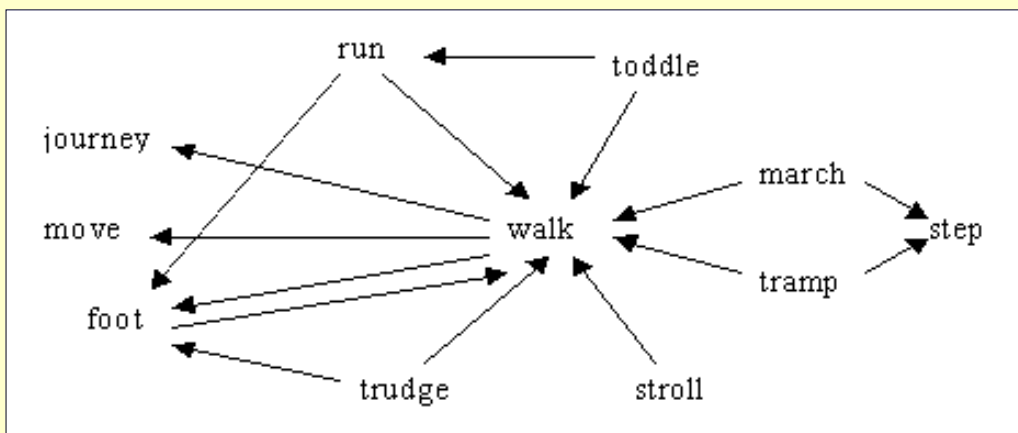 run
toddle
journey
march
move
walk
step
tramp
foot
trudge
stroll